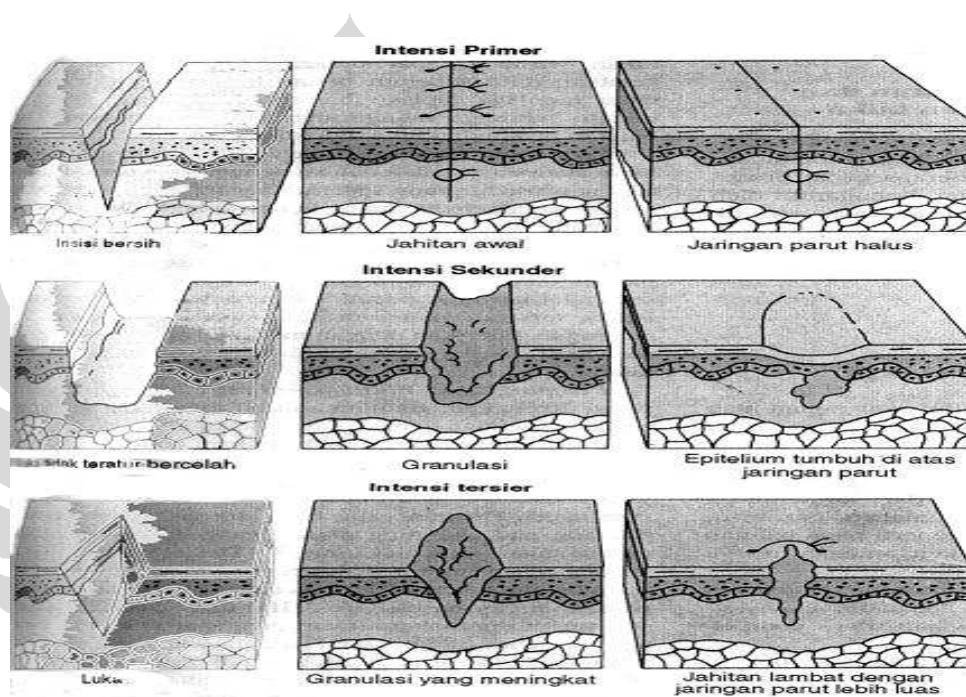 Intensi Primer
Insisi bersih
Jahitan awal
Jaringan parut halus
Intensi Sekunder
teratur bercelah
Granulasi
Epitelium tumbuh di atas
jaringan parut
Intensi tersier
Luka
Granulasi yang meningkat
Jahitan lambat dengan
jaringan parut lebih luas